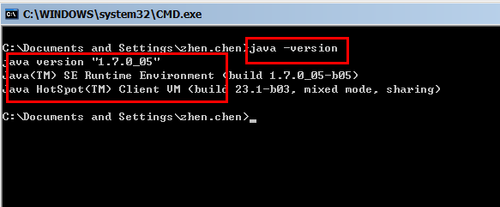 C:\WINDOWS\system32\CMD.exe
C:\Documents and Settings\zhen.chen>java -version
java version "1.7.0_05"
Java(TM) SE Runtime Environment (build 1.7.0_05-b05)
Java HotSpot(TM) Client VM (build 23.1-b03, mixed mode, sharing)
C:\Documents and Settings\zhen.chen>_